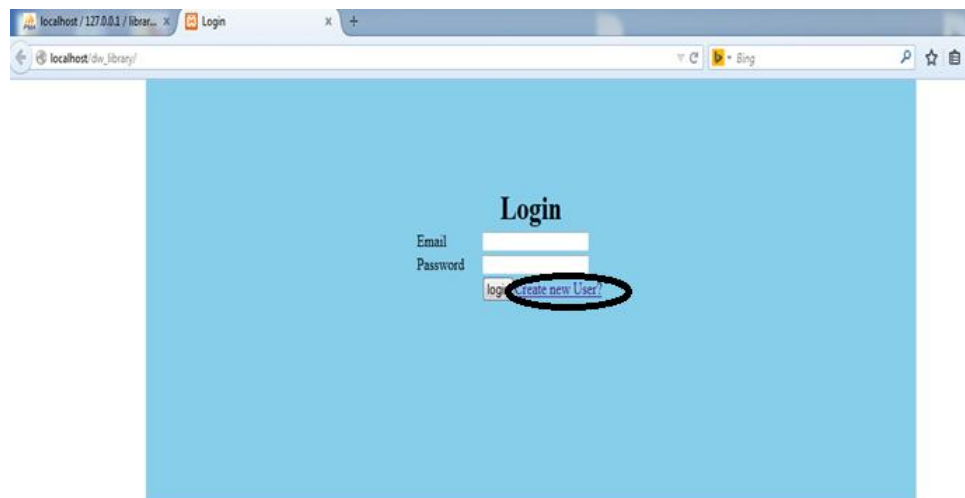 localhost / 127.0.0.1 / librar... x Login x +
localhost/dw_library/ Bing
Login
Email
Password
login Create new User?